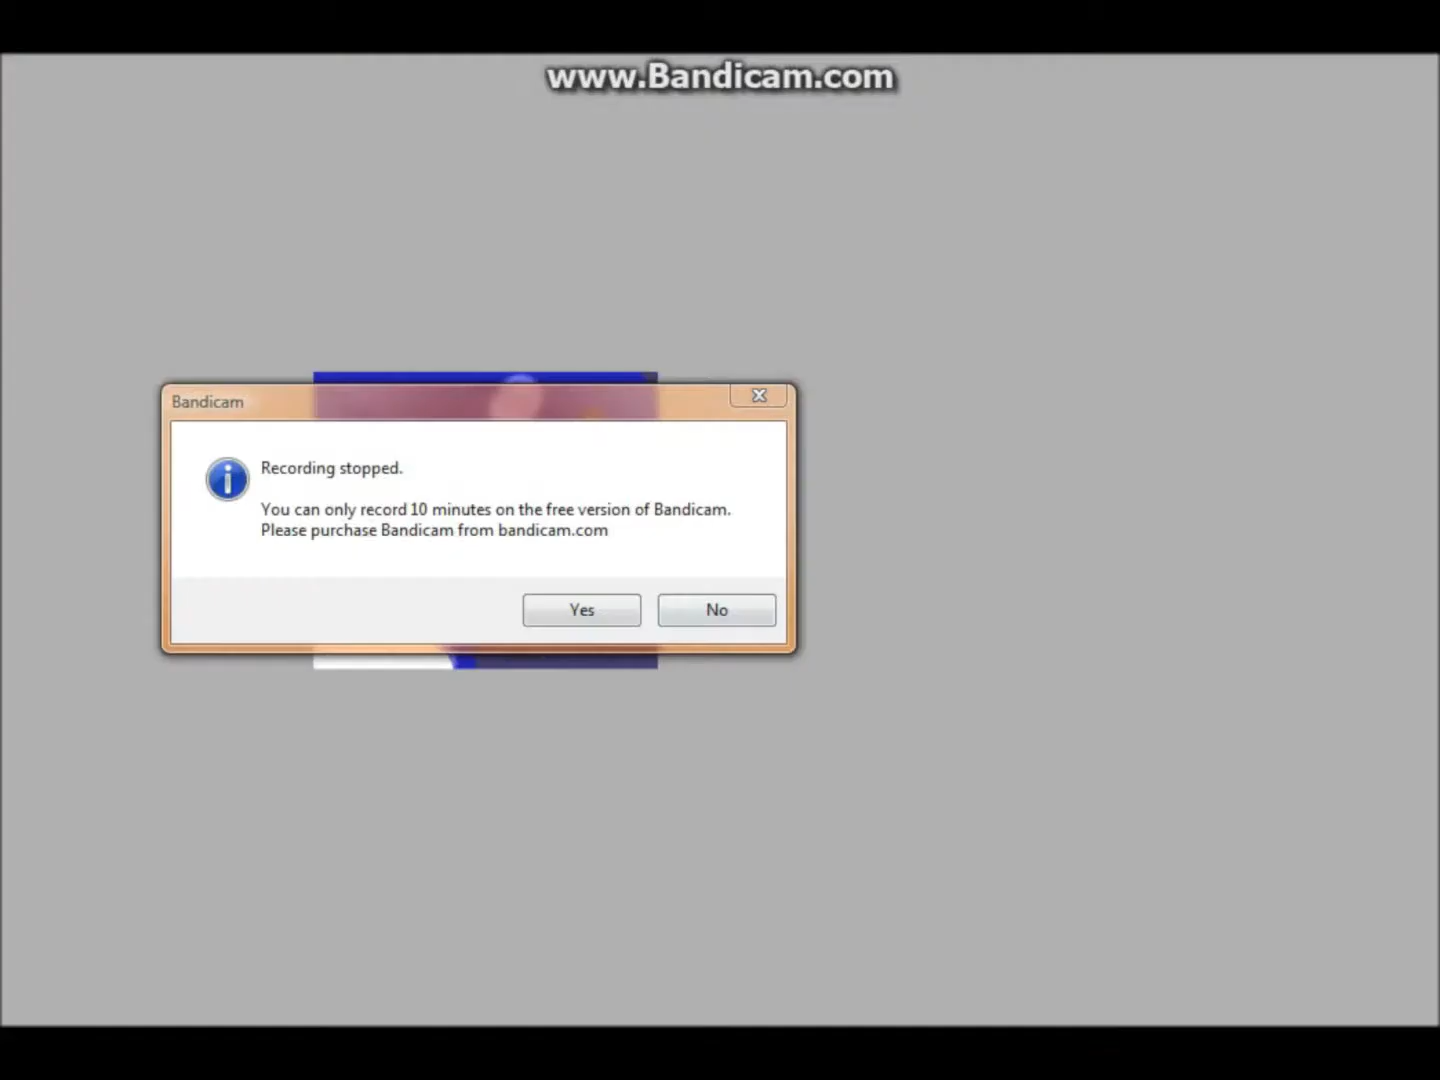 www.Bandicam.com
Bandicam
Recording stopped.
You can only record 10 minutes on the free version of Bandicam.
Please purchase Bandicam from bandicam.com
Yes
No